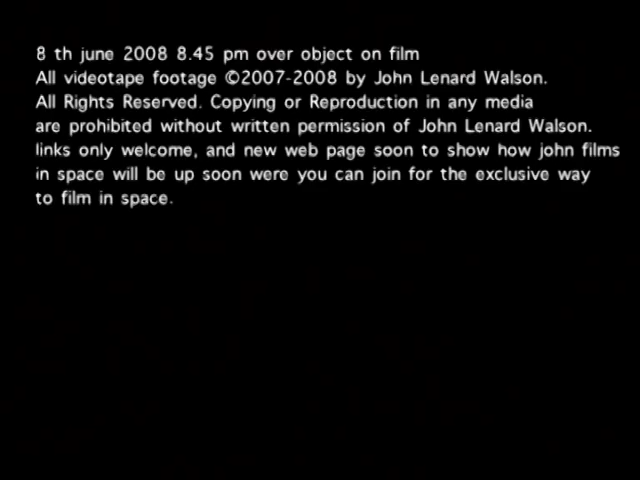 8 th june 2008 8.45 pm over object on film
All videotape footage ©2007-2008 by John Lenard Walson.
All Rights Reserved. Copying or Reproduction in any media
are prohibited without written permission of John Lenard Walson.
links only welcome, and new web page soon to show how john films
in space will be up soon were you can join for the exclusive way
to film in space.